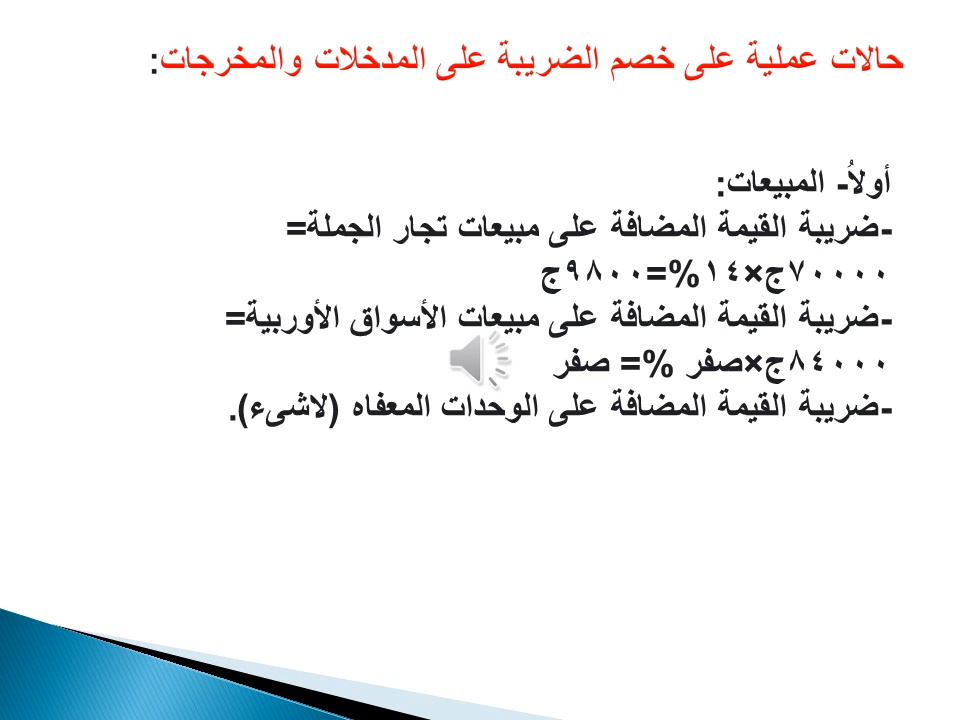 حالات عملية على خصم الضريبة على المدخلات والمخرجات:
أولاُ- المبيعات:
-ضريبة القيمة المضافة على مبيعات تجار الجملة=
٧٠٠٠٠ج×١٤%=٩٨٠٠ج
-ضريبة القيمة المضافة على مبيعات الأسواق الأوربية=
٨٤٠٠٠ج×صفر %= صفر
-ضريبة القيمة المضافة على الوحدات المعفاه (لاشىء).